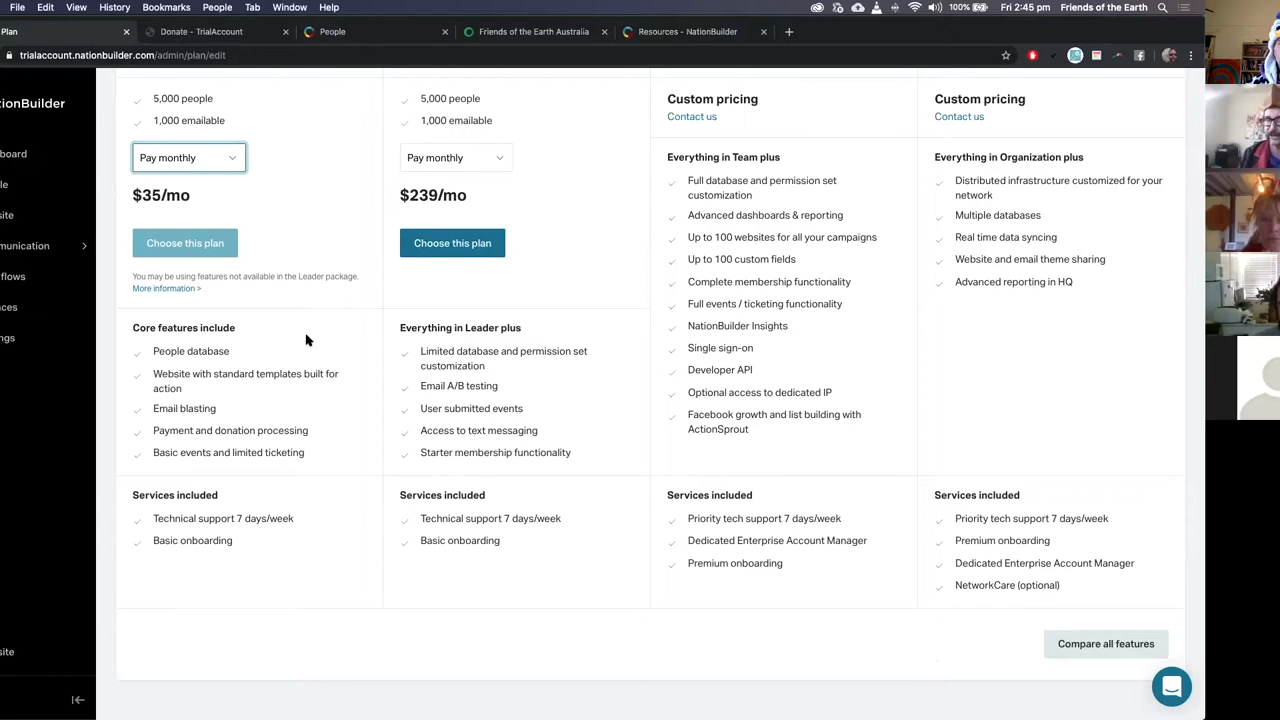 File Edit View History Bookmarks People Tab Window Help
100% Fri 2:45 pm Friends of the Earth
Plan
Donate - TrialAccount
People
Friends of the Earth Australia
Resources - NationBuilder
trialaccount.nationbuilder.com/admin/plan/edit
tionBuilder
board
le
site
munication
flows
ces
ngs
site
5,000 people
1,000 emailable
Pay monthly
$35/mo
Choose this plan
You may be using features not available in the Leader package.
More information >
Core features include
People database
Website with standard templates built for
action
Email blasting
Payment and donation processing
Basic events and limited ticketing
Services included
Technical support 7 days/week
Basic onboarding
5,000 people
1,000 emailable
Pay monthly
$239/mo
Choose this plan
Everything in Leader plus
Limited database and permission set
customization
Email A/B testing
User submitted events
Access to text messaging
Starter membership functionality
Services included
Technical support 7 days/week
Basic onboarding
Custom pricing
Contact us
Everything in Team plus
Full database and permission set
customization
Advanced dashboards & reporting
Up to 100 websites for all your campaigns
Up to 100 custom fields
Complete membership functionality
Full events / ticketing functionality
NationBuilder Insights
Single sign-on
Developer API
Optional access to dedicated IP
Facebook growth and list building with
ActionSprout
Services included
Priority tech support 7 days/week
Dedicated Enterprise Account Manager
Premium onboarding
Custom pricing
Contact us
Everything in Organization plus
Distributed infrastructure customized for your
network
Multiple databases
Real time data syncing
Website and email theme sharing
Advanced reporting in HQ
Services included
Priority tech support 7 days/week
Premium onboarding
Dedicated Enterprise Account Manager
NetworkCare (optional)
Compare all features